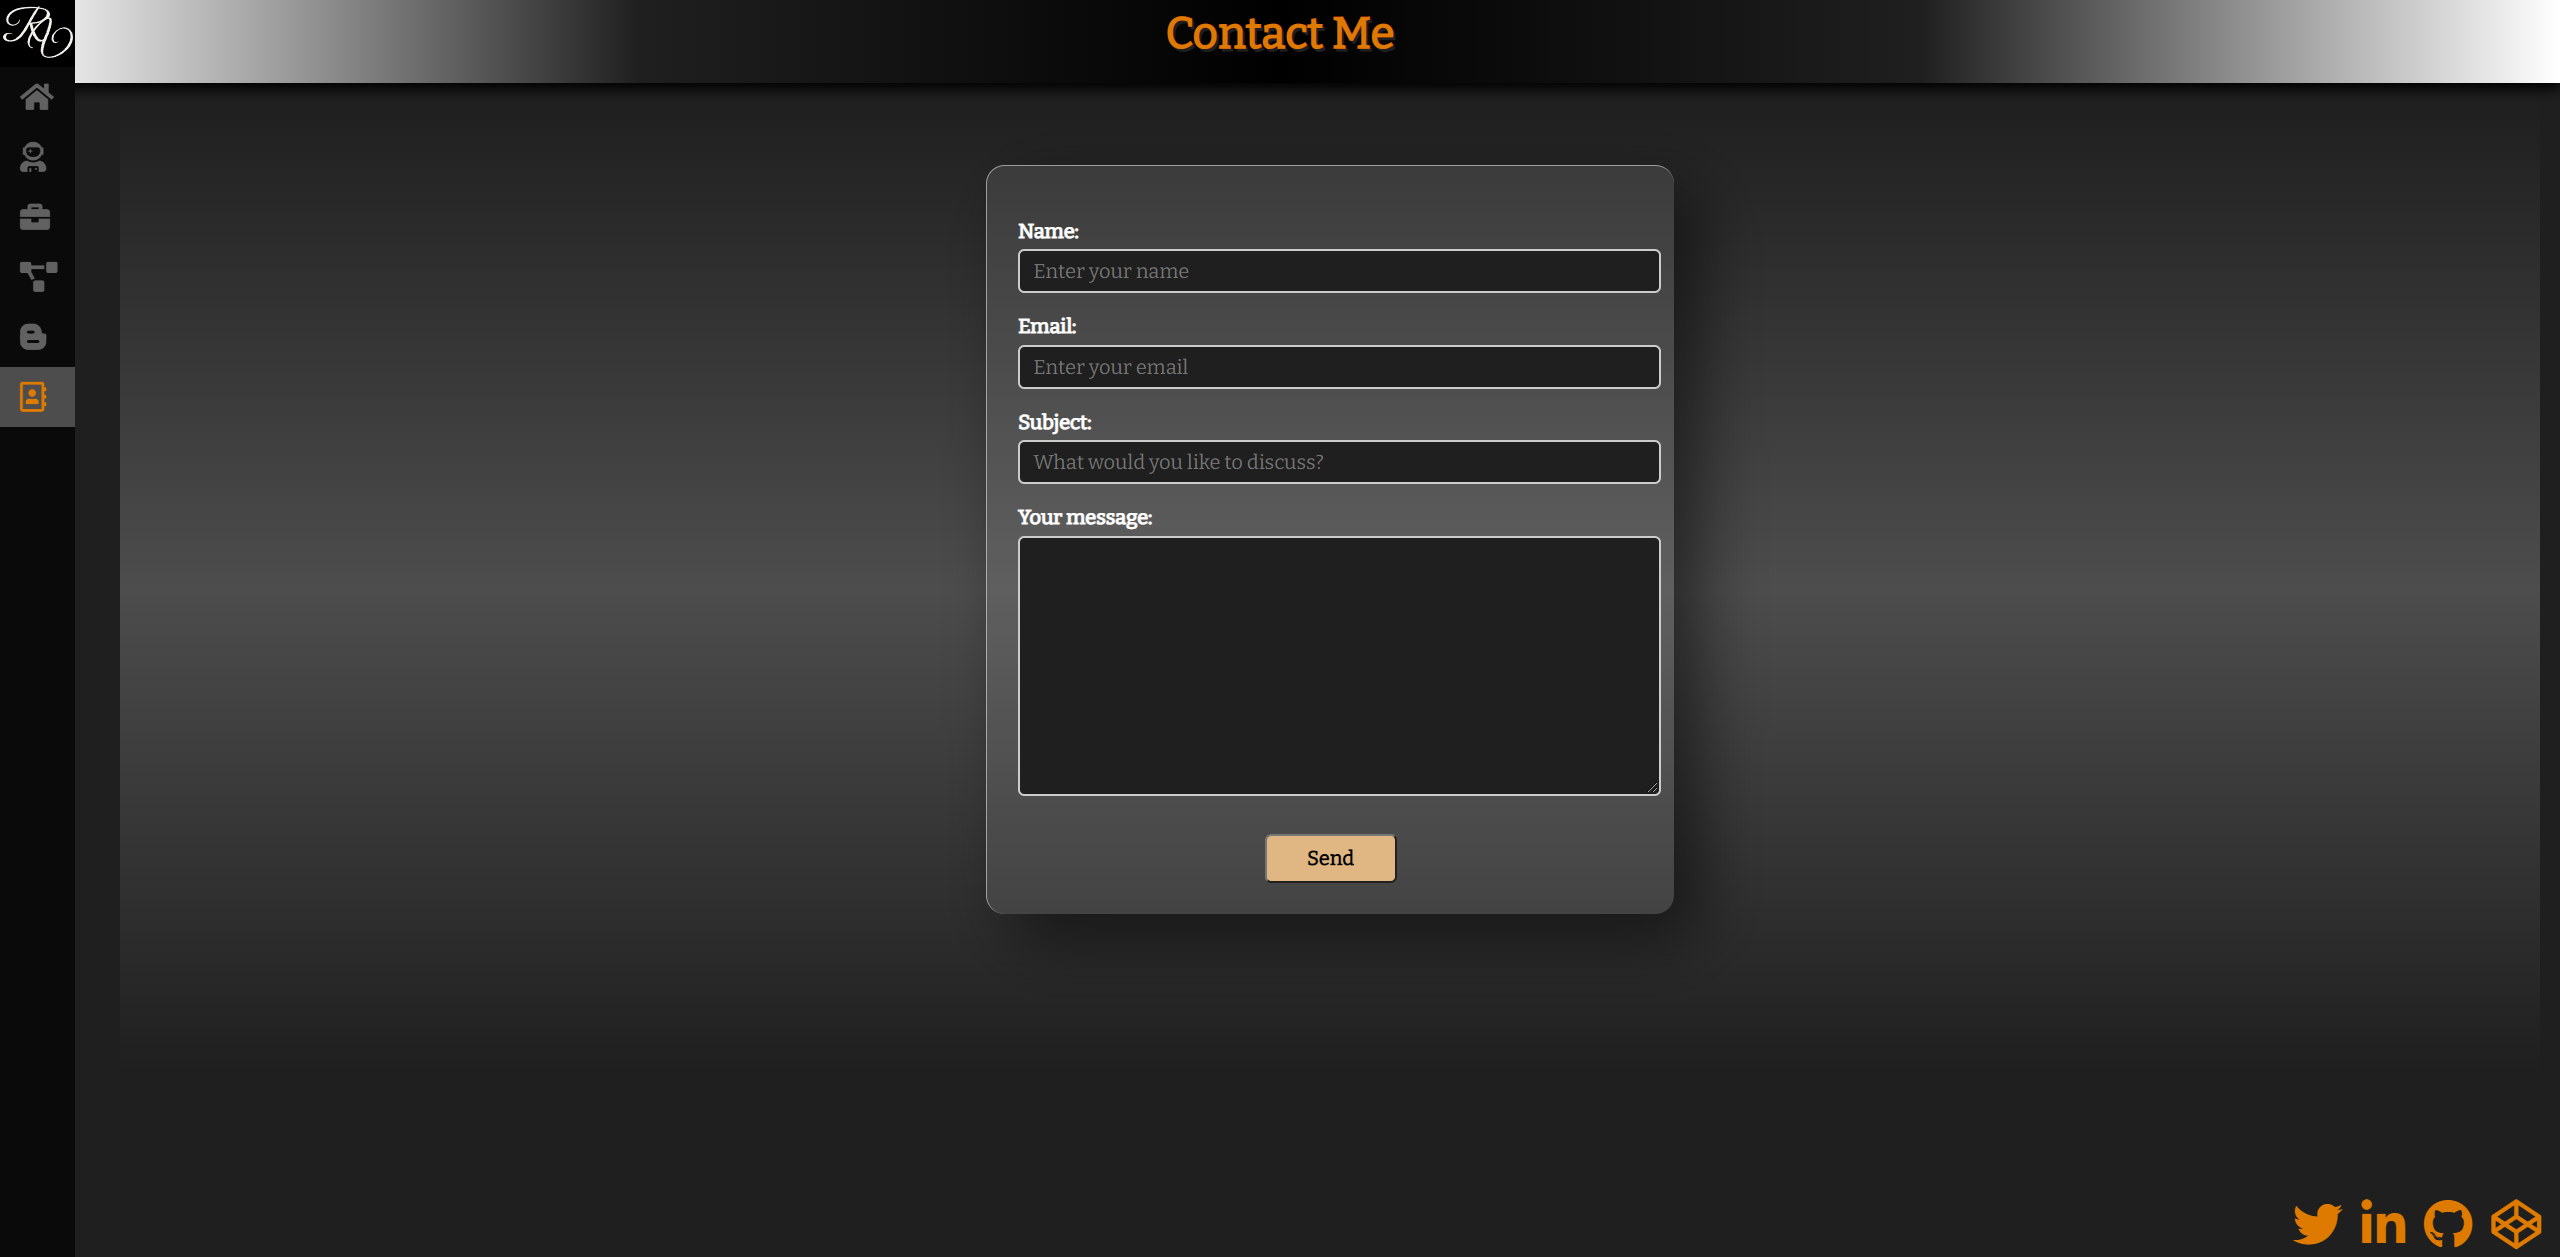 Contact Me
Name:
Enter your name
Email:
Enter your email
Subject:
What would you like to discuss?
Your message:
Send
in